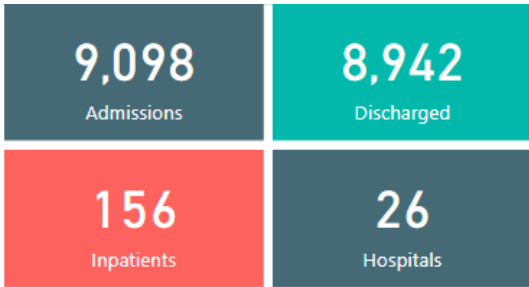 9,098
Admissions
8,942
Discharged
156
Inpatients
26
Hospitals